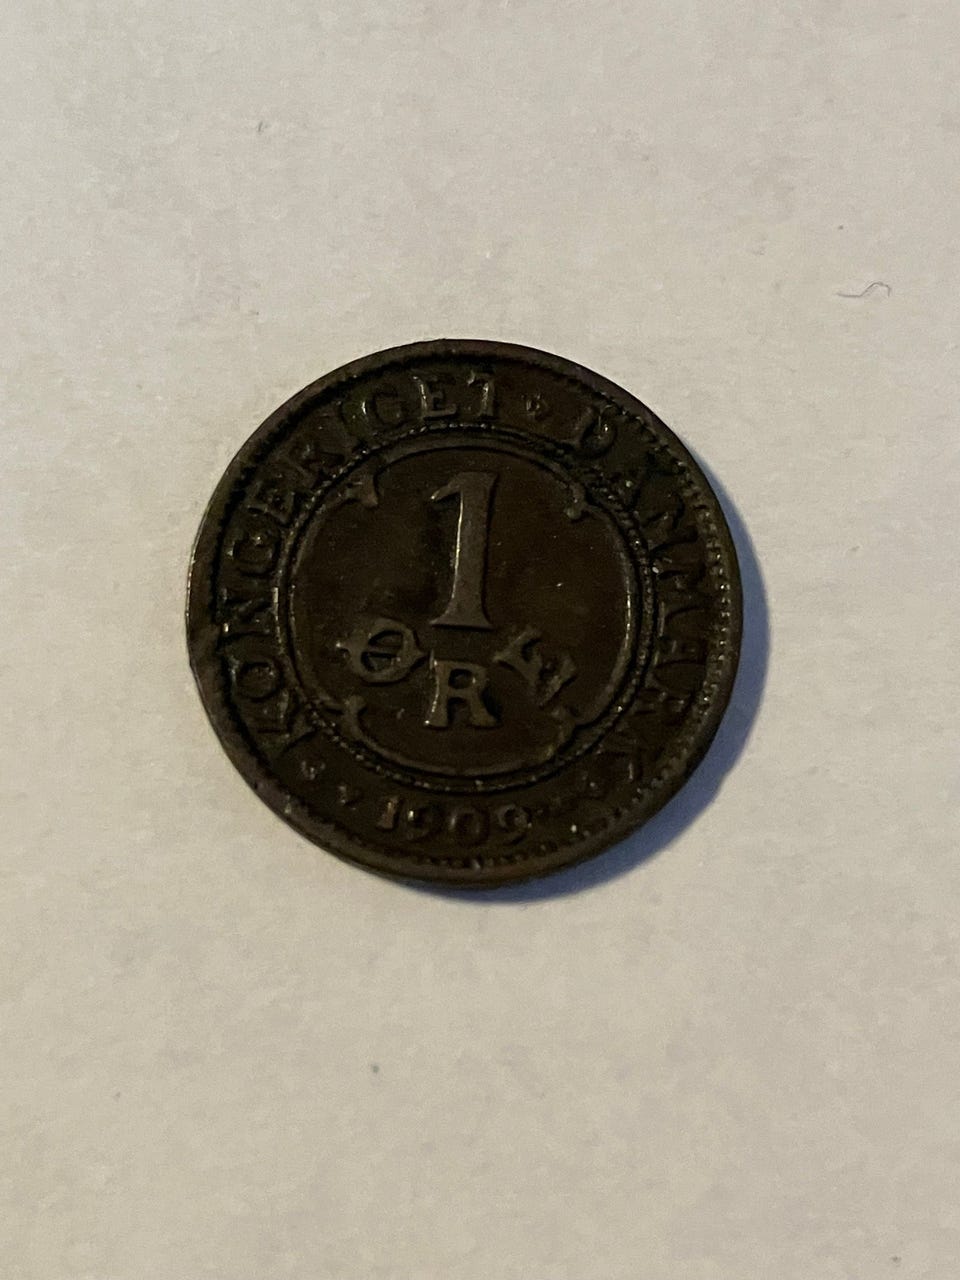 KONGERIGET DANMARK
1
ØRE
1909